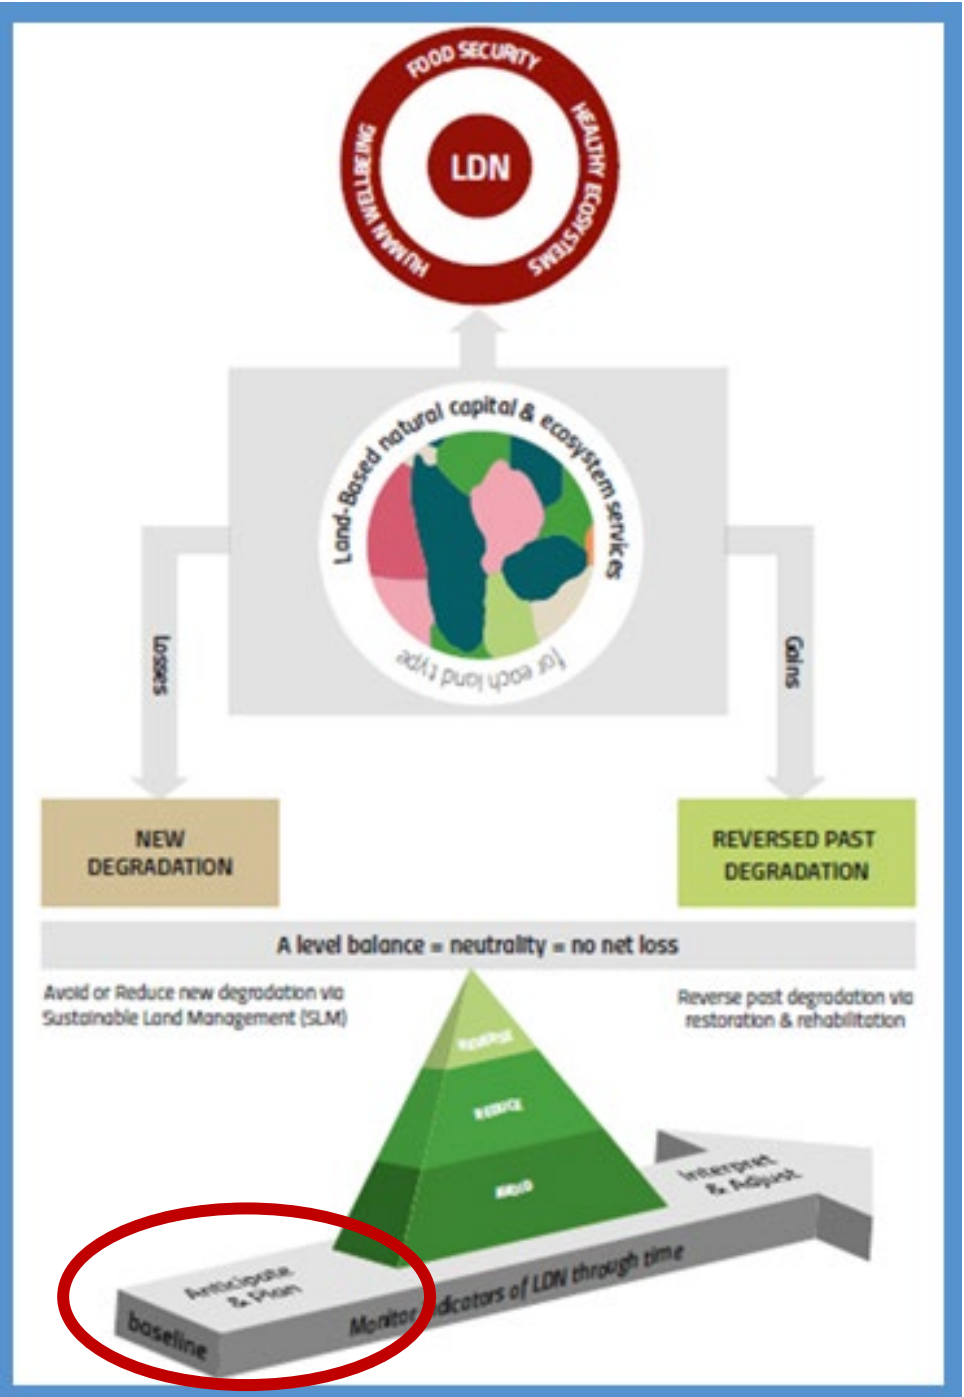 FOOD SECURITY
HUMAN WELLBEING
HEALTHY ECOSYSTEMS
LDN
Land-Based natural capital & ecosystem services
for each land type
Losses
Gains
NEW
DEGRADATION
REVERSED PAST
DEGRADATION
A level balance = neutrality = no net loss
Avoid or Reduce new degradation via
Sustainable Land Management (SLM)
Reverse past degradation via
restoration & rehabilitation
REVERSE
REDUCE
AVOID
Interpret
& Adjust
Anticipate
& Plan
Monitor indicators of LDN through time
baseline